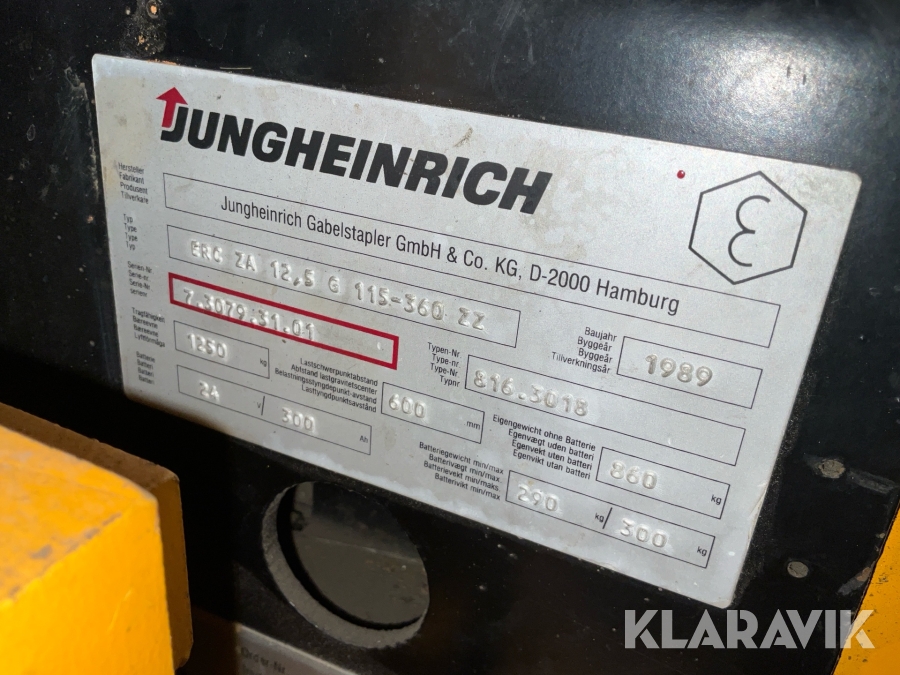 JUNGHEINRICH
Hersteller
Fabrikant
Produsent
Tillverkare
Jungheinrich Gabelstapler GmbH & Co. KG, D-2000 Hamburg
Typ
Type
Type
Typ
ERC ZA 12,5 G 115-360 ZZ
Baujahr
Byggeår
Byggeår
Tillverkningsår
1989
Serien-Nr
Serie-nr.
Serie-Nr
serienr
7.3079.31.01
Typen-Nr
Type-nr.
Type-nr.
Typnr
816.3018
Tragfähigkeit
Bæreevne
Bæreevne
Lyftförmåga
1250 kg
Lastschwerpunktabstand
Afstand lastgravitetscenter
Belastningsstyngdepunkt-avstand
Lasttyngdpunktsavstånd
600 mm
Eigengewicht ohne Batterie
Egenvægt uden batteri
Egenvekt uten batteri
Egenvikt utan batteri
860 kg
Batterie
Batteri
Batteri
Batteri
24 V 300 Ah
Batteriegewicht min/max
Batterivægt min/max.
Batterivekt min/maks.
Batterivikt min/max
290 kg/ 300 kg
Order-Nr
KLARAVIK